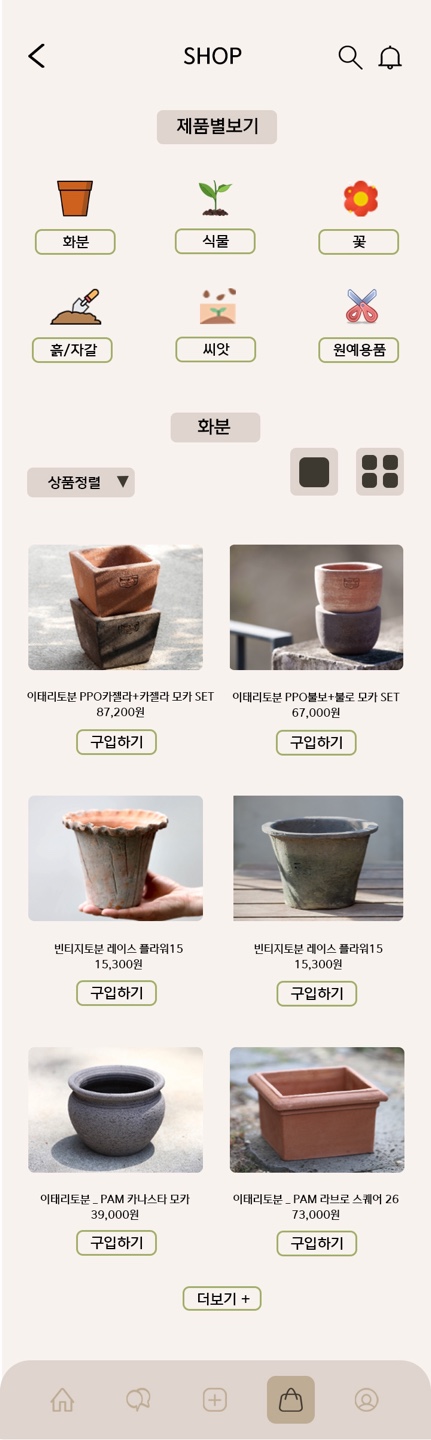 SHOP
제품별보기
화분
식물
꽃
흙/자갈
씨앗
원예용품
화분
상품정렬 ▼
이태리토분 PPO카젤라+카젤라 모카 SET
87,200원
구입하기
이태리토분 PPO볼보+볼로 모카 SET
67,000원
구입하기
빈티지토분 레이스 플라워15
15,300원
구입하기
빈티지토분 레이스 플라워15
15,300원
구입하기
이태리토분 _ PAM 카나스타 모카
39,000원
구입하기
이태리토분 _ PAM 라브로 스퀘어 26
73,000원
구입하기
더보기 +